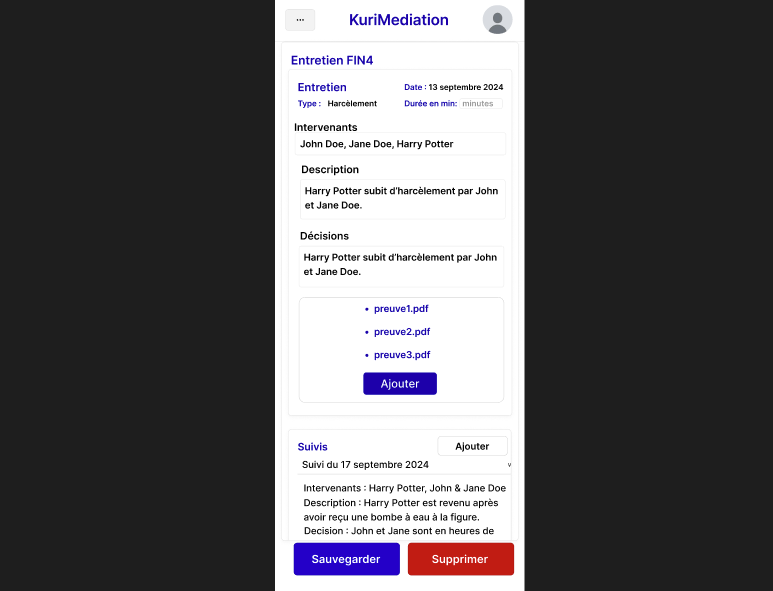 ...
KuriMediation
Entretien FIN4
Entretien
Date : 13 septembre 2024
Type : Harcèlement
Durée en min: minutes
Intervenants
John Doe, Jane Doe, Harry Potter
Description
Harry Potter subit d'harcèlement par John
et Jane Doe.
Décisions
Harry Potter subit d'harcèlement par John
et Jane Doe.
• preuve1.pdf
• preuve2.pdf
• preuve3.pdf
Ajouter
Suivis
Ajouter
Suivi du 17 septembre 2024 v
Intervenants : Harry Potter, John & Jane Doe
Description : Harry Potter est revenu après
avoir reçu une bombe à eau à la figure.
Decision : John et Jane sont en heures de
Sauvegarder
Supprimer